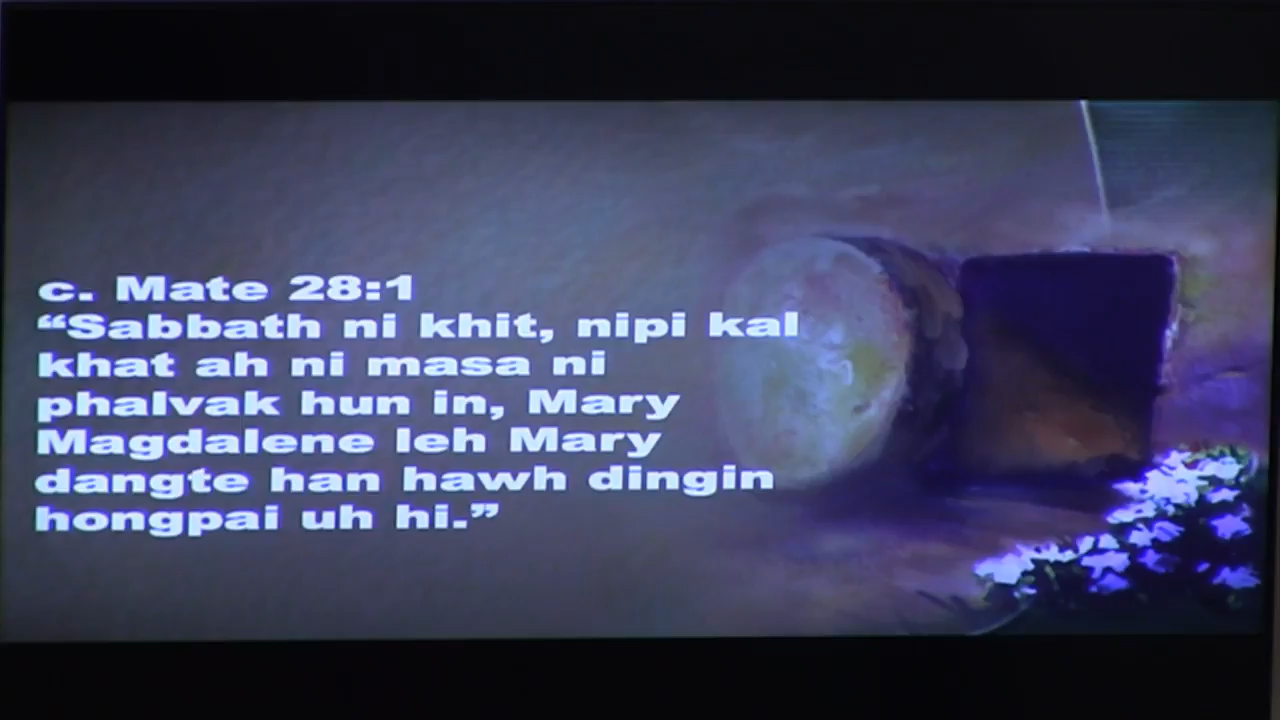 c. Mate 28:1
“Sabbath ni khit, nipi kal
khat ah ni masa ni
phalvak hun in, Mary
Magdalene leh Mary
dangte han hawh dingin
hongpai uh hi.”